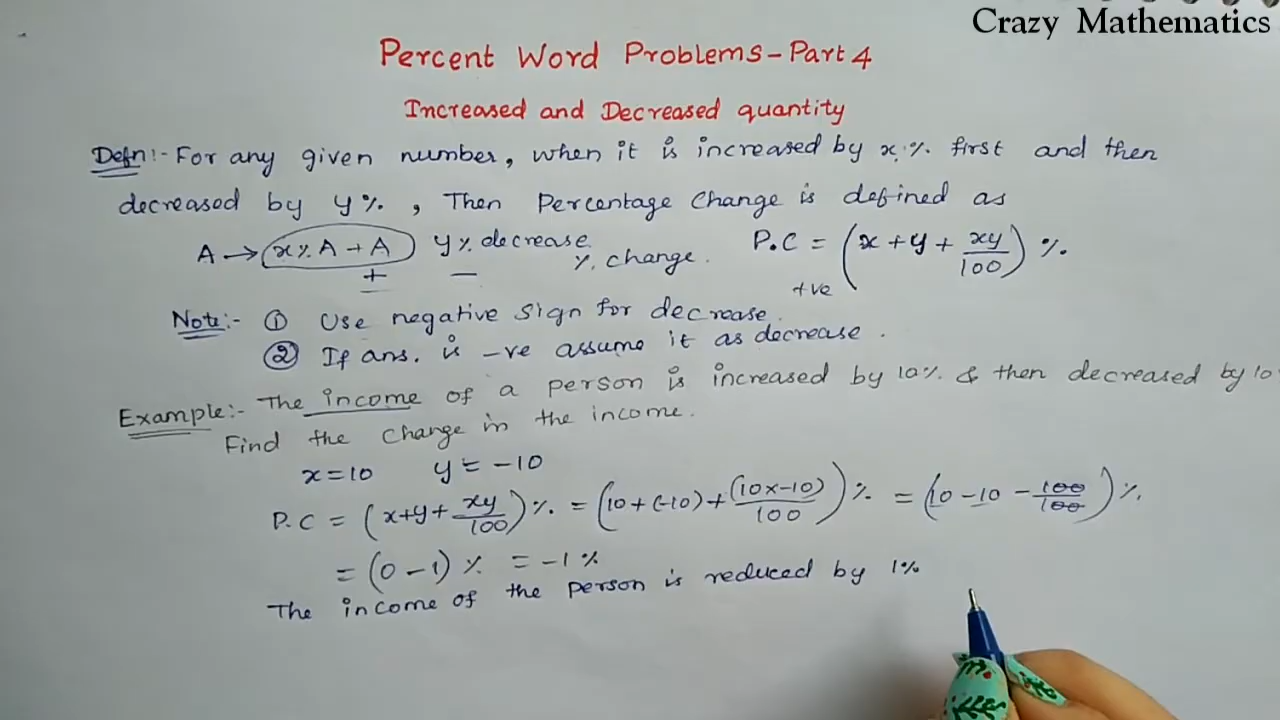 Crazy Mathematics
Percent Word Problems - Part 4
Increased and Decreased quantity
Defn:- For any given number, when it is increased by x% first and then
decreased by y%, Then Percentage Change is defined as
A → x% A + A y% decrease % change. P.C = (x + y + xy/100) %.
+ − +ve
Note:- ① Use negative sign for decrease.
② If ans. is -ve assume it as decrease.
Example:- The income of a person is increased by 10% & then decreased by 10
Find the change in the income.
x = 10 y = -10
P.C = (x+y+ xy/100) % = (10+(-10)+ (10x-10)/100) % = (10 - 10 - 100/100) %.
= (0 - 1) % = -1 %
The income of the person is reduced by 1%